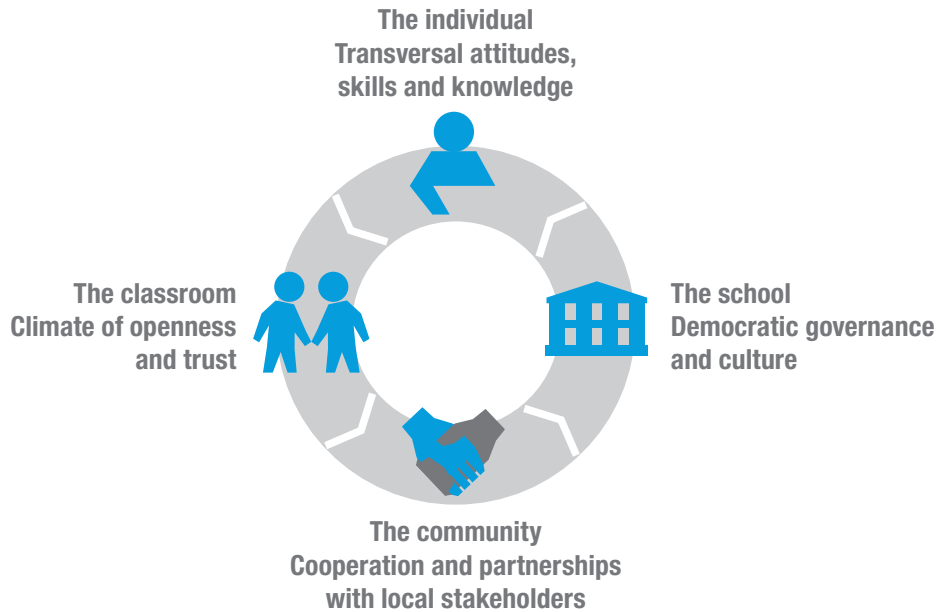 The individual
Transversal attitudes,
skills and knowledge
The classroom
Climate of openness
and trust
The school
Democratic governance
and culture
The community
Cooperation and partnerships
with local stakeholders